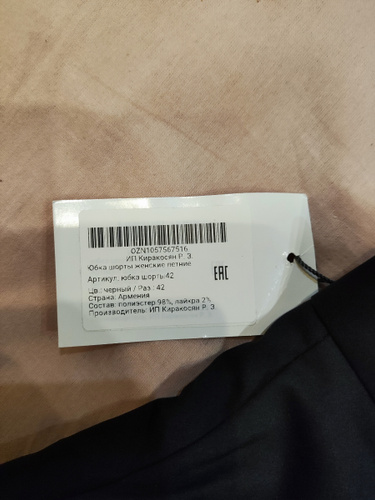 OZN1057567516
ИП Киракосян Р. З.
Юбка шорты женские летние
Артикул: юбка шорты42
EAC
Цв.: черный / Раз.: 42
Страна: Армения
Состав: полиэстер 98%, лайкра 2%
Производитель: ИП Киракосян Р. З.